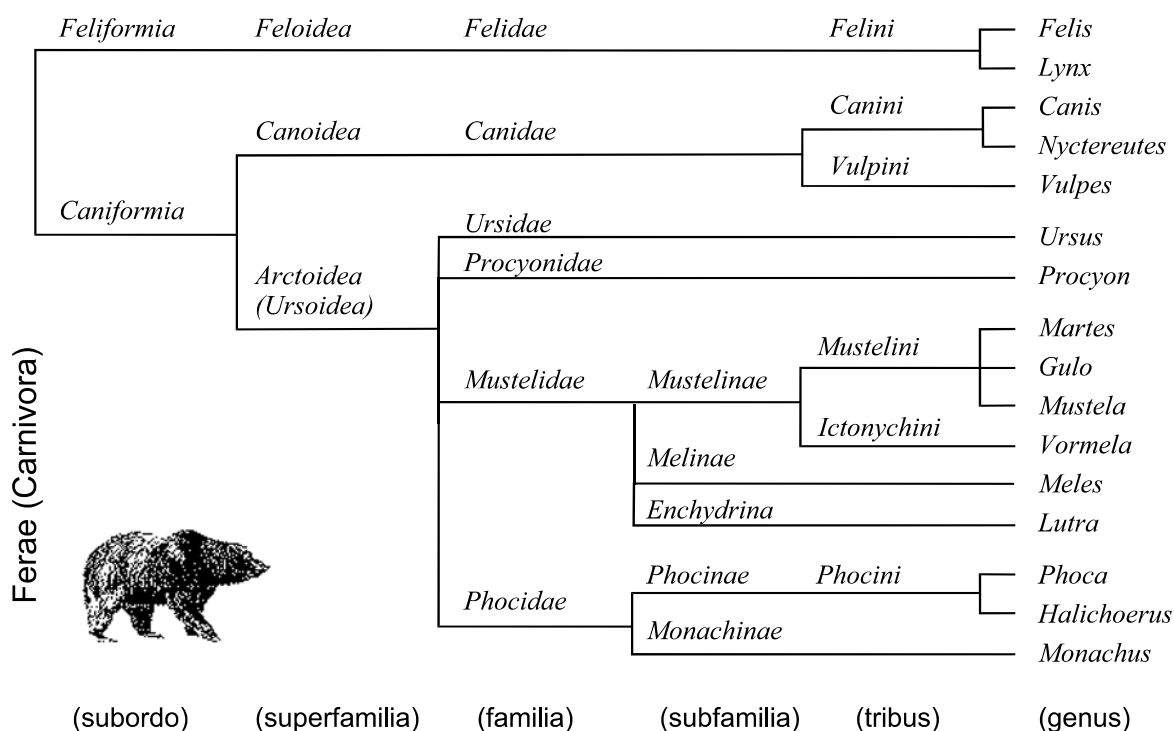 Feliformia Feloidea Felidae Felini Felis
Lynx
Canini Canis
Canoidea Canidae
Nyctereutes
Vulpini
Vulpes
Caniformia
Ursidae Ursus
Procyonidae Procyon
Arctoidea
(Ursoidea)
Martes
Mustelini
Gulo
Mustelidae Mustelinae
Mustela
Ictonychini Vormela
Melinae
Meles
Enchydrina
Lutra
Phocinae Phocini Phoca
Phocidae
Halichoerus
Monachinae
Monachus
Ferae (Carnivora)
(subordo) (superfamilia) (familia) (subfamilia) (tribus) (genus)